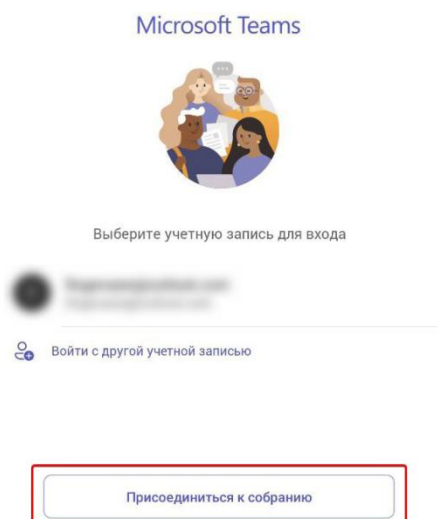 Microsoft Teams
Выберите учетную запись для входа
Войти с другой учетной записью
Присоединиться к собранию